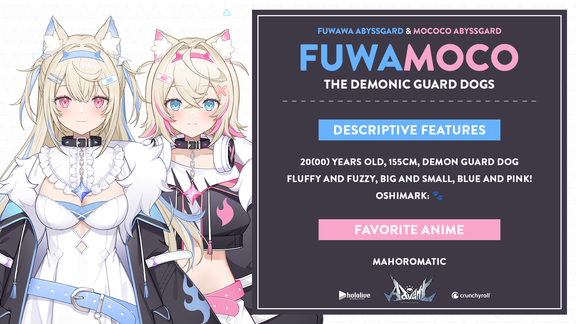 FUWAWA ABYSSGARD & MOCOCO ABYSSGARD
FUWAMOCO
THE DEMONIC GUARD DOGS
DESCRIPTIVE FEATURES
20(00) YEARS OLD, 155CM, DEMON GUARD DOG
FLUFFY AND FUZZY, BIG AND SMALL, BLUE AND PINK!
OSHIMARK: 🐾
FAVORITE ANIME
MAHOROMATIC
hololive
Advent
crunchyroll